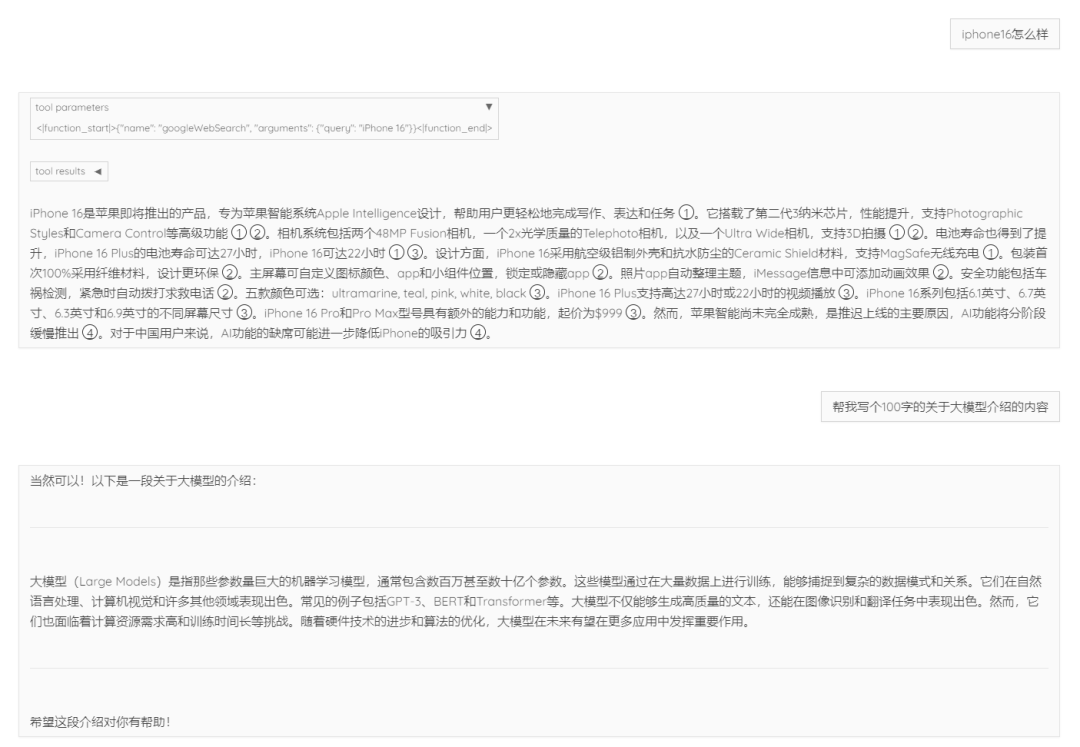 iphone16怎么样
tool parameters ▼
<|function_start|>{"name": "googleWebSearch", "arguments": {"query": "iPhone 16"}}<|function_end|>
tool results ◀
iPhone 16是苹果即将推出的产品，专为苹果智能系统Apple Intelligence设计，帮助用户更轻松地完成写作、表达和任务 ①。它搭载了第二代3纳米芯片，性能提升，支持Photographic
Styles和Camera Control等高级功能 ①②。相机系统包括两个48MP Fusion相机，一个2x光学质量的Telephoto相机，以及一个Ultra Wide相机，支持3D拍摄 ①②。电池寿命也得到了提
升，iPhone 16 Plus的电池寿命可达27小时，iPhone 16可达22小时 ①③。设计方面，iPhone 16采用航空级铝制外壳和抗水防尘的Ceramic Shield材料，支持MagSafe无线充电 ①。包装首
次100%采用纤维材料，设计更环保 ②。主屏幕可自定义图标颜色、app和小组件位置，锁定或隐藏app ②。照片app自动整理主题，iMessage信息中可添加动画效果 ②。安全功能包括车
祸检测，紧急时自动拨打求救电话 ②。五款颜色可选：ultramarine, teal, pink, white, black ③。iPhone 16 Plus支持高达27小时或22小时的视频播放 ③。iPhone 16系列包括6.1英寸、6.7英
寸、6.3英寸和6.9英寸的不同屏幕尺寸 ③。iPhone 16 Pro和Pro Max型号具有额外的能力和功能，起价为$999 ③。然而，苹果智能尚未完全成熟，是推迟上线的主要原因，AI功能将分阶段
缓慢推出 ④。对于中国用户来说，AI功能的缺席可能进一步降低iPhone的吸引力 ④。
帮我写个100字的关于大模型介绍的内容
当然可以！以下是一段关于大模型的介绍：
大模型（Large Models）是指那些参数量巨大的机器学习模型，通常包含数百万甚至数十亿个参数。这些模型通过在大量数据上进行训练，能够捕捉到复杂的数据模式和关系。它们在自然
语言处理、计算机视觉和许多其他领域表现出色。常见的例子包括GPT-3、BERT和Transformer等。大模型不仅能够生成高质量的文本，还能在图像识别和翻译任务中表现出色。然而，它
们也面临着计算资源需求高和训练时间长等挑战。随着硬件技术的进步和算法的优化，大模型在未来有望在更多应用中发挥重要作用。
希望这段介绍对你有帮助！